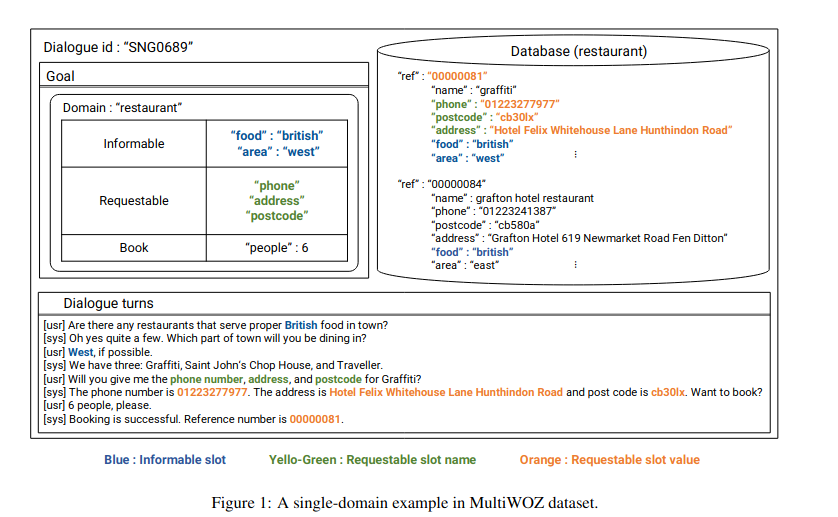 Dialogue id : “SNG0689”
Goal
Domain : “restaurant”
Informable
“food” : “british”
“area” : “west”
Requestable
“phone”
“address”
“postcode”
Book
“people” : 6
Database (restaurant)
“ref” : “00000081”
“name” : “graffiti”
“phone” : “01223277977”
“postcode” : “cb30lx”
“address” : “Hotel Felix Whitehouse Lane Hunthindon Road”
“food” : “british”
“area” : “west”
⋮
“ref” : “00000084”
“name” : grafton hotel restaurant
“phone” : “01223241387”
“postcode” : “cb580a”
“address” : “Grafton Hotel 619 Newmarket Road Fen Ditton”
“food” : “british”
“area” : “east”
⋮
Dialogue turns
[usr] Are there any restaurants that serve proper British food in town?
[sys] Oh yes quite a few. Which part of town will you be dining in?
[usr] West, if possible.
[sys] We have three: Graffiti, Saint John’s Chop House, and Traveller.
[usr] Will you give me the phone number, address, and postcode for Graffiti?
[sys] The phone number is 01223277977. The address is Hotel Felix Whitehouse Lane Hunthindon Road and post code is cb30lx. Want to book?
[usr] 6 people, please.
[sys] Booking is successful. Reference number is 00000081.
Blue : Informable slot
Yello-Green : Requestable slot name
Orange : Requestable slot value
Figure 1: A single-domain example in MultiWOZ dataset.